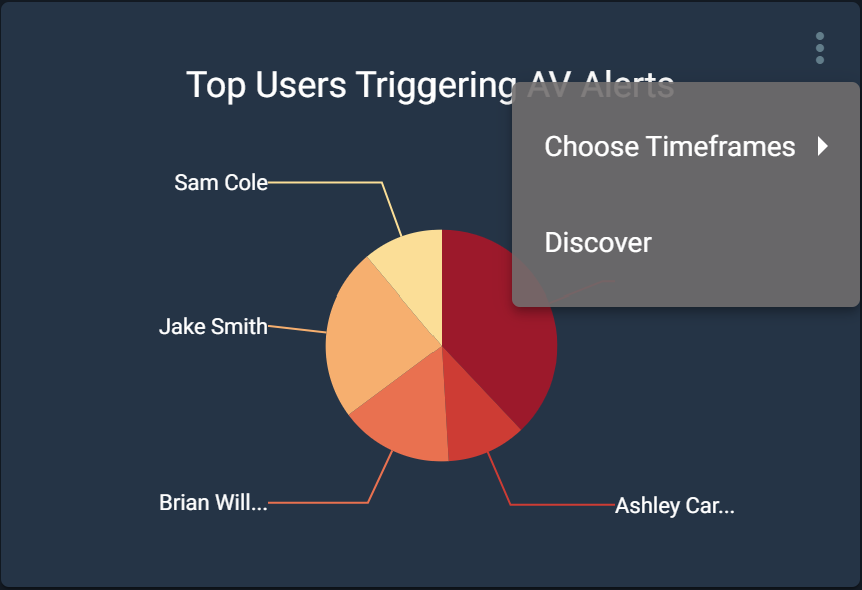 Top Users Triggering AV Alerts
Choose Timeframes
Sam Cole
Discover
Jake Smith
Brian Will...
Ashley Car...